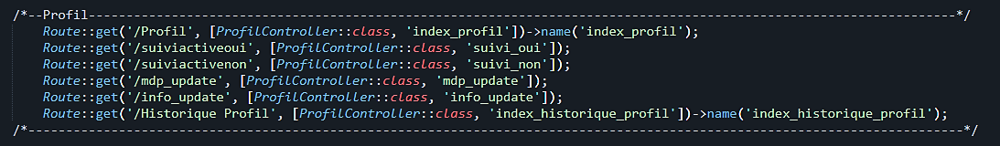 /*--Profil-------------------------------------------------------------------------------------------------------------------------*/
Route::get('/Profil', [ProfilController::class, 'index_profil'])->name('index_profil');
Route::get('/suiviactiveoui', [ProfilController::class, 'suivi_oui']);
Route::get('/suiviactivenon', [ProfilController::class, 'suivi_non']);
Route::get('/mdp_update', [ProfilController::class, 'mdp_update']);
Route::get('/info_update', [ProfilController::class, 'info_update']);
Route::get('/Historique Profil', [ProfilController::class, 'index_historique_profil'])->name('index_historique_profil');
/*----------------------------------------------------------------------------------------------------------------------------------*/